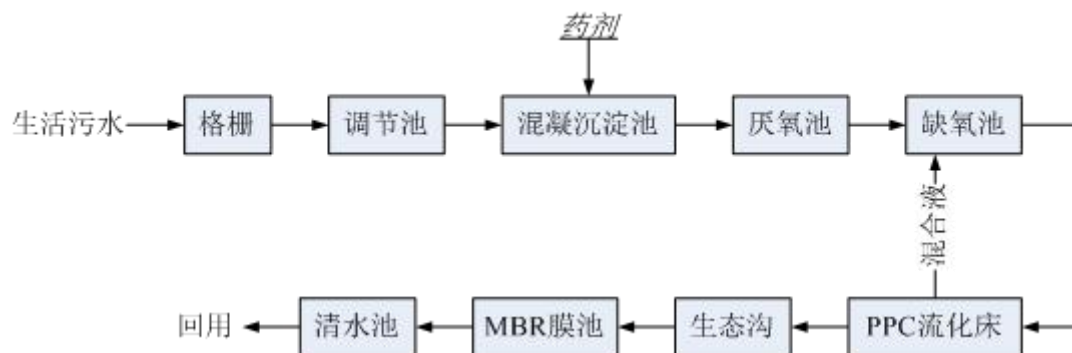 药剂
生活污水
格栅
调节池
混凝沉淀池
厌氧池
缺氧池
混合液
回用
清水池
MBR膜池
生态沟
PPC流化床